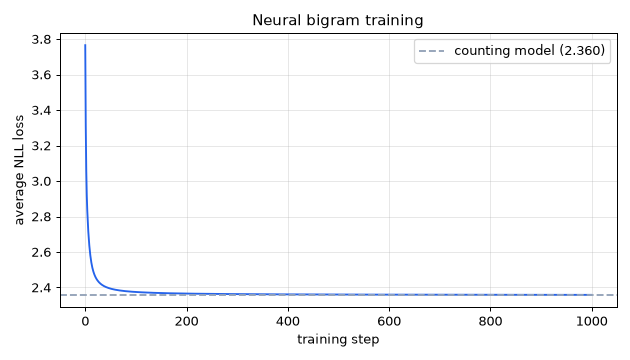 Neural bigram training
counting model (2.360)
average NLL loss
3.8
3.6
3.4
3.2
3.0
2.8
2.6
2.4
0 200 400 600 800 1000
training step